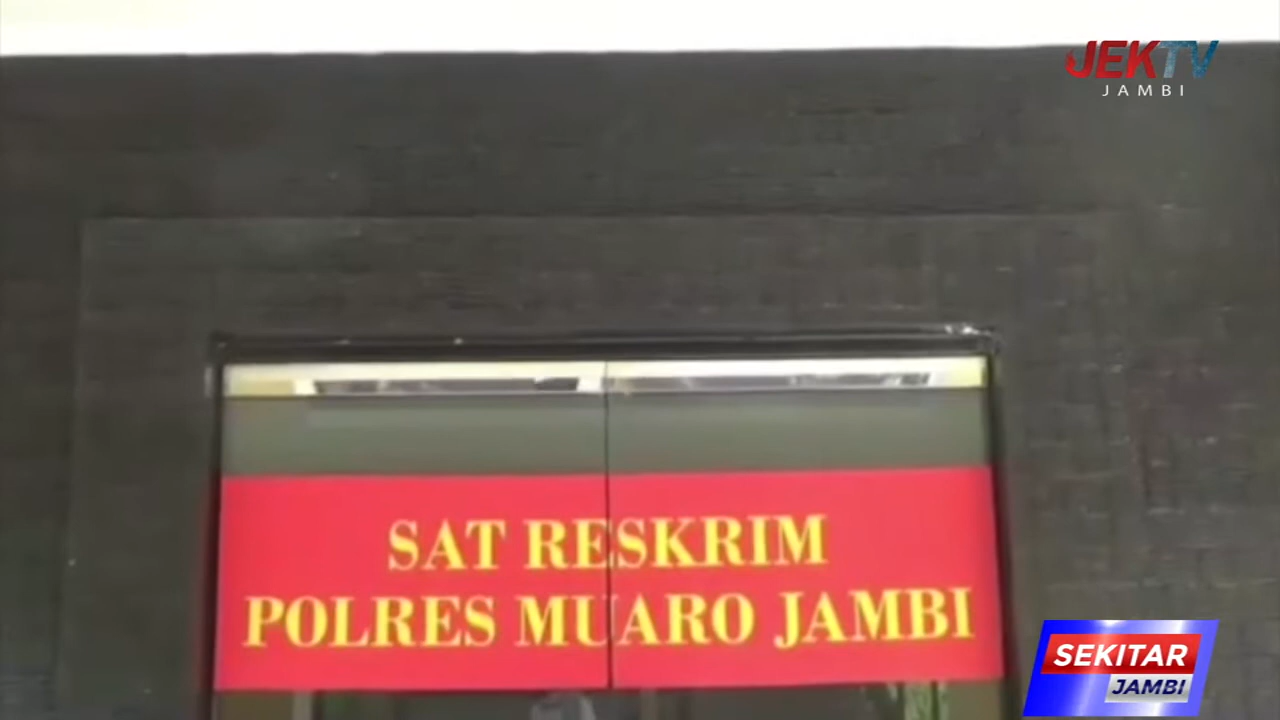 JEKTV
JAMBI
SAT RESKRIM
POLRES MUARO JAMBI
SEKITAR
JAMBI